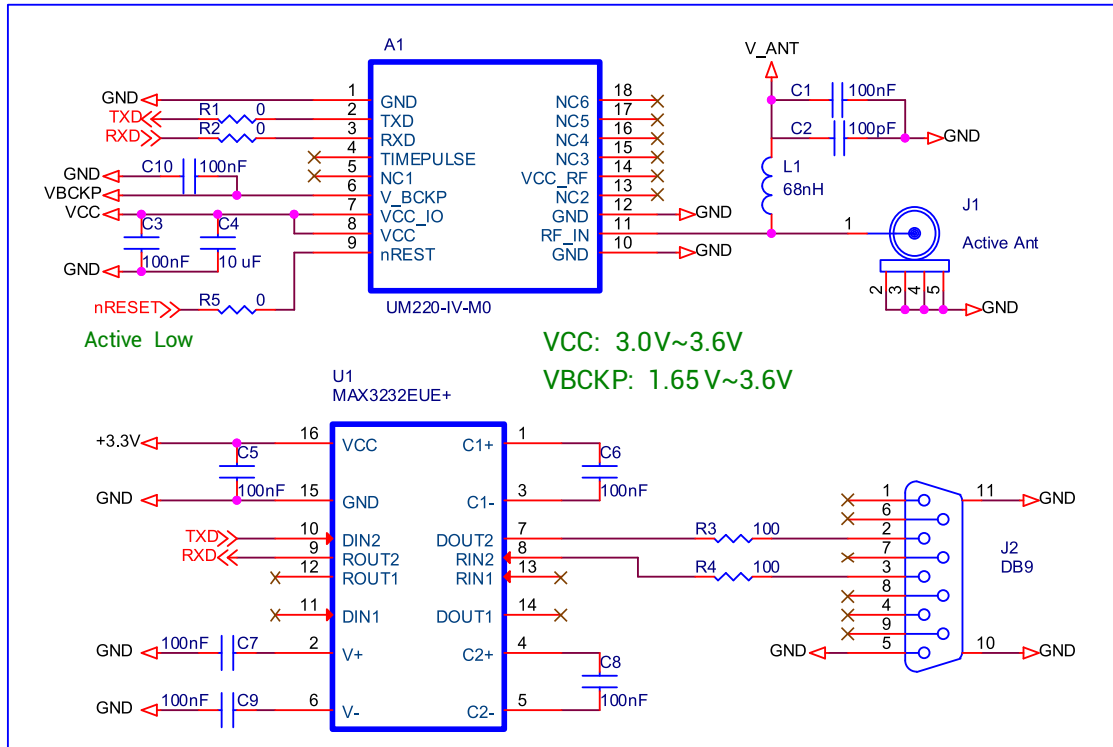 A1
V_ANT
GND 1 GND NC6 18 C1 100nF
TXD R1 0 2 TXD NC5 17
RXD R2 0 3 RXD NC4 16 C2 100pF GND
4 TIMEPULSE NC3 15
C10 100nF 5 NC1 VCC_RF 14 L1
GND
VBCKP 6 V_BCKP NC2 13 68nH
VCC 7 VCC_IO GND 12 GND J1
C3 C4 8 VCC RF_IN 11 1
100nF 10 uF 9 nREST GND 10 GND Active Ant
GND
2 3 4 5
nRESET R5 0 UM220-IV-M0 GND
Active Low
VCC: 3.0V~3.6V
VBCKP: 1.65V~3.6V
U1
MAX3232EUE+
+3.3V 16 VCC C1+ 1
C5 C6
100nF 100nF
GND 15 GND C1- 3
1 11 GND
6
TXD 10 DIN2 DOUT2 7 R3 100 2
RXD 9 ROUT2 RIN2 8 7 J2
12 ROUT1 RIN1 13 R4 100 3 DB9
8
11 DIN1 DOUT1 14 4
9
GND 100nF C7 2 V+ C2+ 4 GND 5 10 GND
C8
100nF
GND 100nF C9 6 V- C2- 5